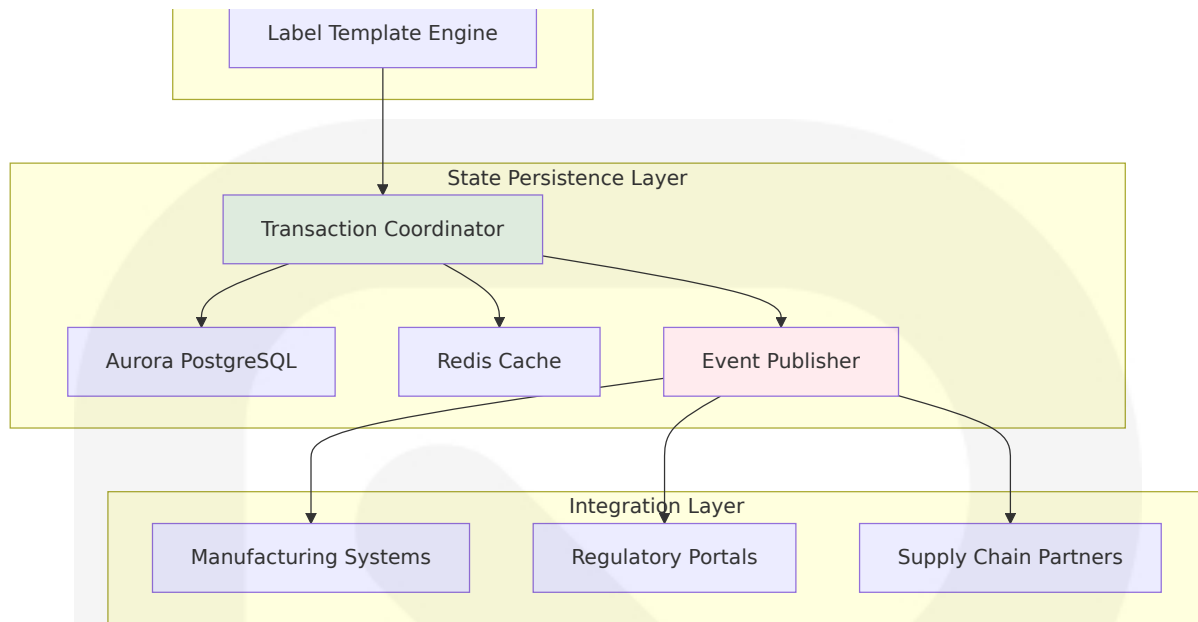 Label Template Engine
State Persistence Layer
Transaction Coordinator
Aurora PostgreSQL
Redis Cache
Event Publisher
Integration Layer
Manufacturing Systems
Regulatory Portals
Supply Chain Partners